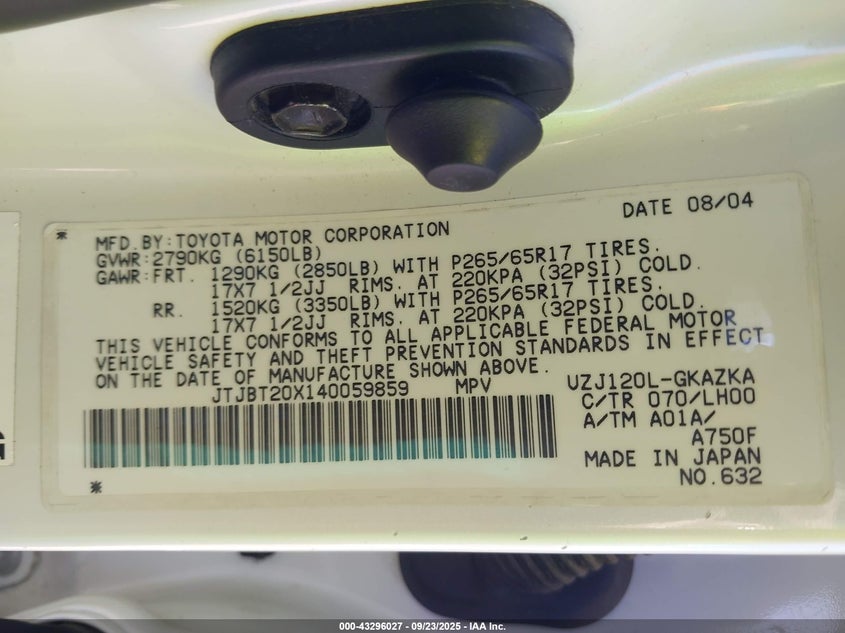 DATE 08/04
MFD. BY: TOYOTA MOTOR CORPORATION
GVWR: 2790KG (6150LB)
GAWR: FRT. 1290KG (2850LB) WITH P265/65R17 TIRES.
17X7 1/2JJ RIMS. AT 220KPA (32PSI) COLD.
RR. 1520KG (3350LB) WITH P265/65R17 TIRES.
17X7 1/2JJ RIMS. AT 220KPA (32PSI) COLD.
THIS VEHICLE CONFORMS TO ALL APPLICABLE FEDERAL MOTOR
VEHICLE SAFETY AND THEFT PREVENTION STANDARDS IN EFFECT
ON THE DATE OF MANUFACTURE SHOWN ABOVE.
JTJBT20X140059859 MPV
UZJ120L-GKAZKA
C/TR 070/LH00
A/TM A01A/
A750F
MADE IN JAPAN
NO.632
G
000-43296027 - 09/23/2025 - IAA Inc.